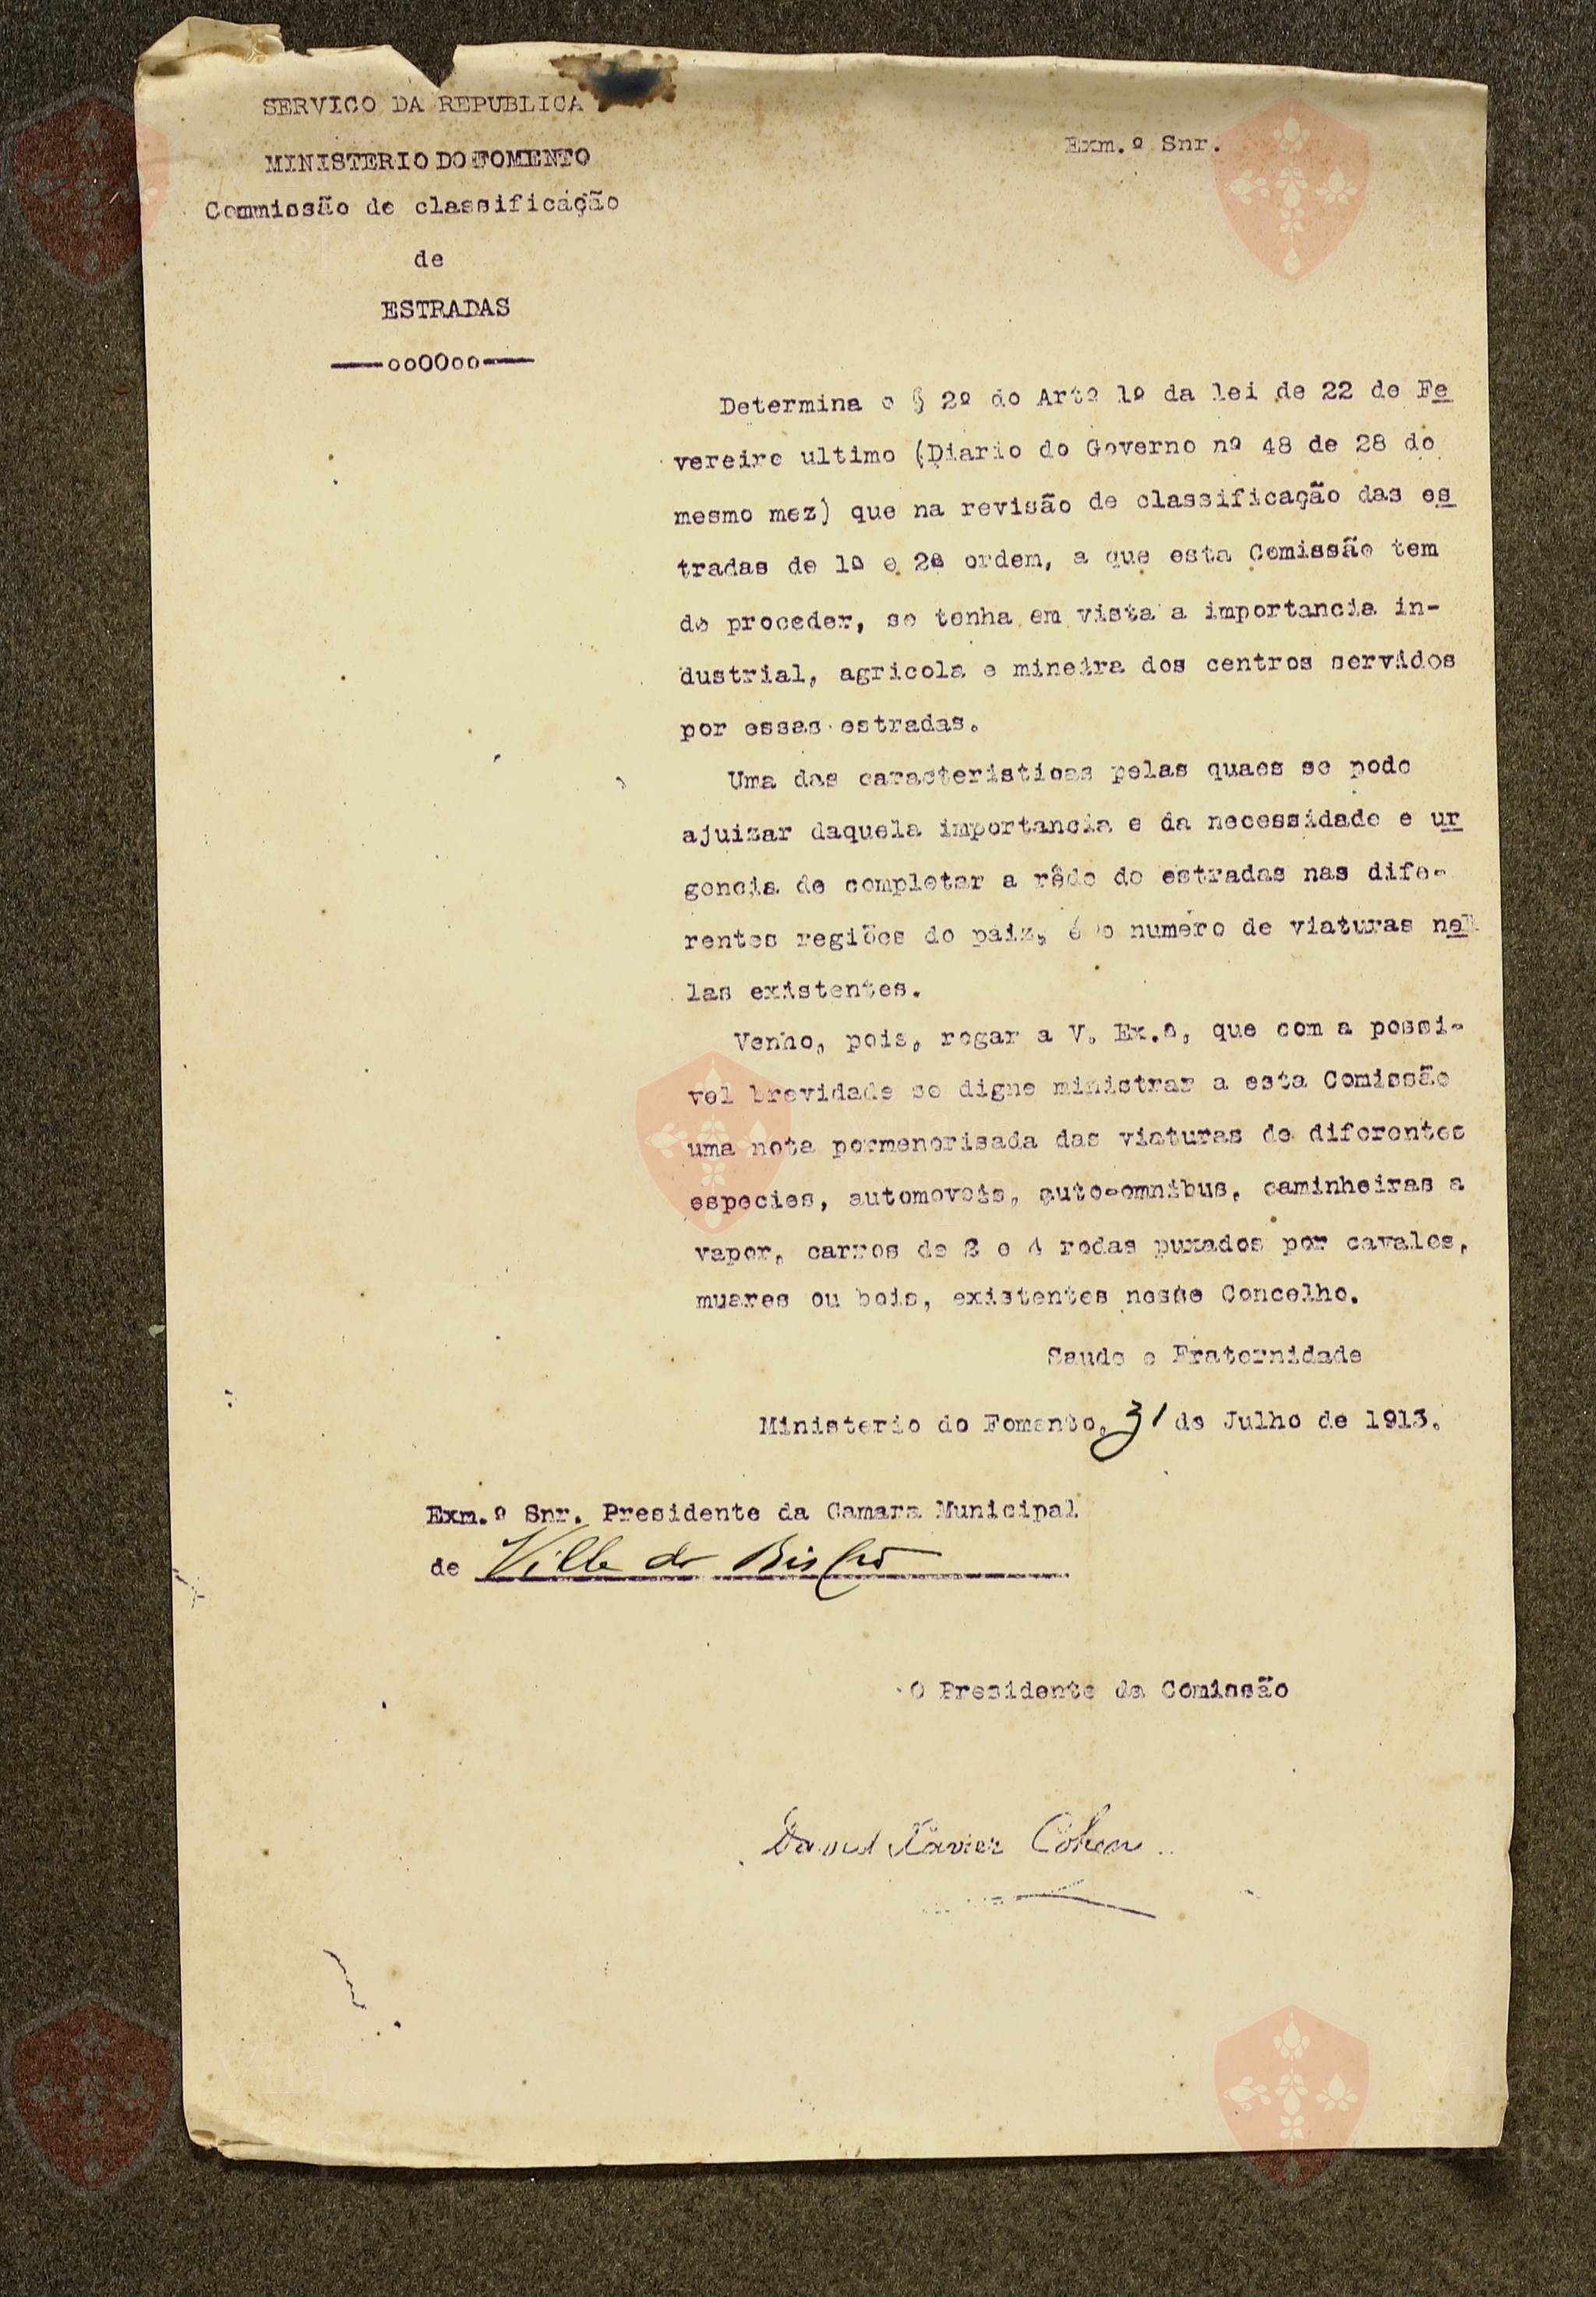 SERVICO DA REPUBLICA
MINISTERIO DO FOMENTO
Commissão de classificáção
de
ESTRADAS
——ooOOoo——
Exm.º Snr.
Determina o § 2º do Artº 1º da lei de 22 de Fe
vereiro ultimo (Diario do Governo nº 48 de 28 do
mesmo mez) que na revisão de classificação das es
tradas de 1ª e 2ª ordem, a que esta Comissão tem
de proceder, se tenha em vista a importancia in-
dustrial, agricola e mineira dos centros servidos
por essas estradas.
Uma das caracteristicas pelas quaes se pode
ajuizar daquela importancia e da necessidade e ur
gencia de completar a rêde de estradas nas dife-
rentes regiões do paiz, é o numero de viaturas nel
las existentes.
Venho, pois, rogar a V. Ex.ª, que com a possi-
vel brevidade se digne ministrar a esta Comissão
uma nota pormenorisada das viaturas de diferentes
especies, automoveis, auto-omnibus, caminheiras a
vapor, carros de 2 e 4 rodas puxados por cavalos,
muares ou bois, existentes nesse Concelho.
Saude e Fraternidade
Ministerio do Fomento, 31 de Julho de 1913.
Exm.º Snr. Presidente da Camara Municipal
de Villa do Bispo
O Presidente da Comissão
David Xavier Cohen